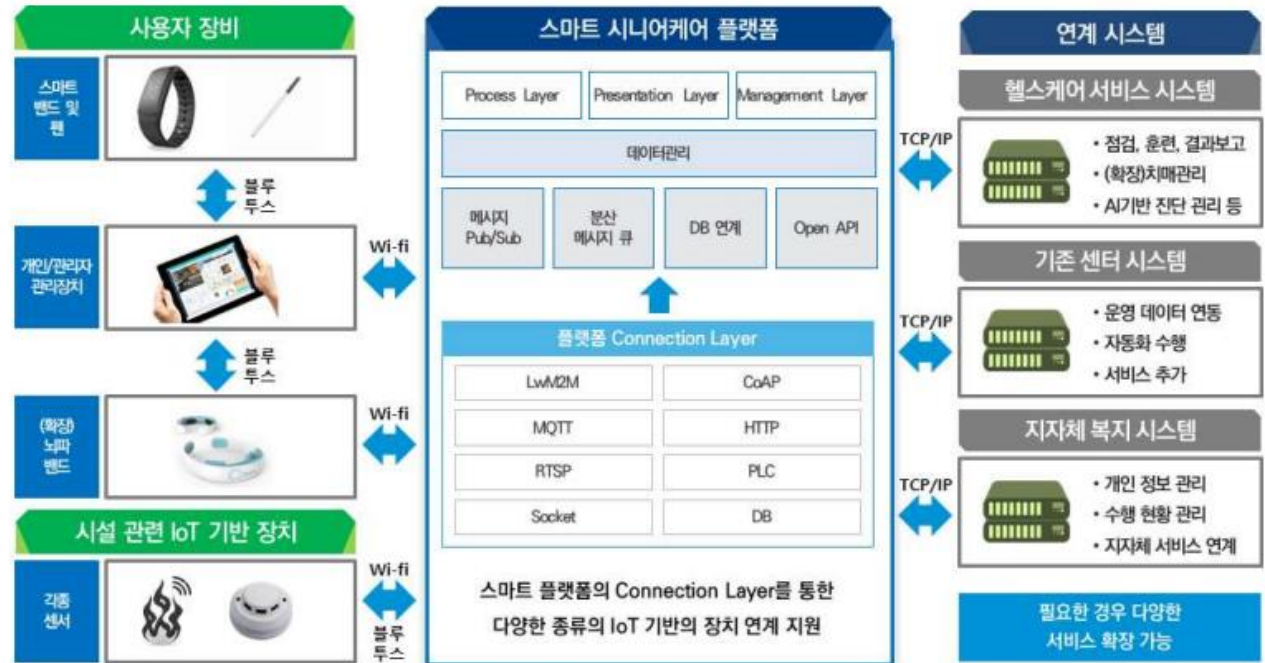 사용자 장비
스마트
밴드 및
펜
블루
투스
개인/관리자
관리장치
Wi-fi
블루
투스
(확장)
뇌파
밴드
Wi-fi
시설 관련 IoT 기반 장치
각종
센서
Wi-fi
블루
투스
스마트 시니어케어 플랫폼
Process Layer
Presentation Layer
Management Layer
데이터관리
메시지
Pub/Sub
분산
메시지 큐
DB 연계
Open API
플랫폼 Connection Layer
LwM2M
CoAP
MQTT
HTTP
RTSP
PLC
Socket
DB
스마트 플랫폼의 Connection Layer를 통한
다양한 종류의 IoT 기반의 장치 연계 지원
연계 시스템
헬스케어 서비스 시스템
TCP/IP
• 점검, 훈련, 결과보고
• (확장)치매관리
• AI기반 진단 관리 등
기존 센터 시스템
TCP/IP
• 운영 데이터 연동
• 자동화 수행
• 서비스 추가
지자체 복지 시스템
TCP/IP
• 개인 정보 관리
• 수행 현황 관리
• 지자체 서비스 연계
필요한 경우 다양한
서비스 확장 가능